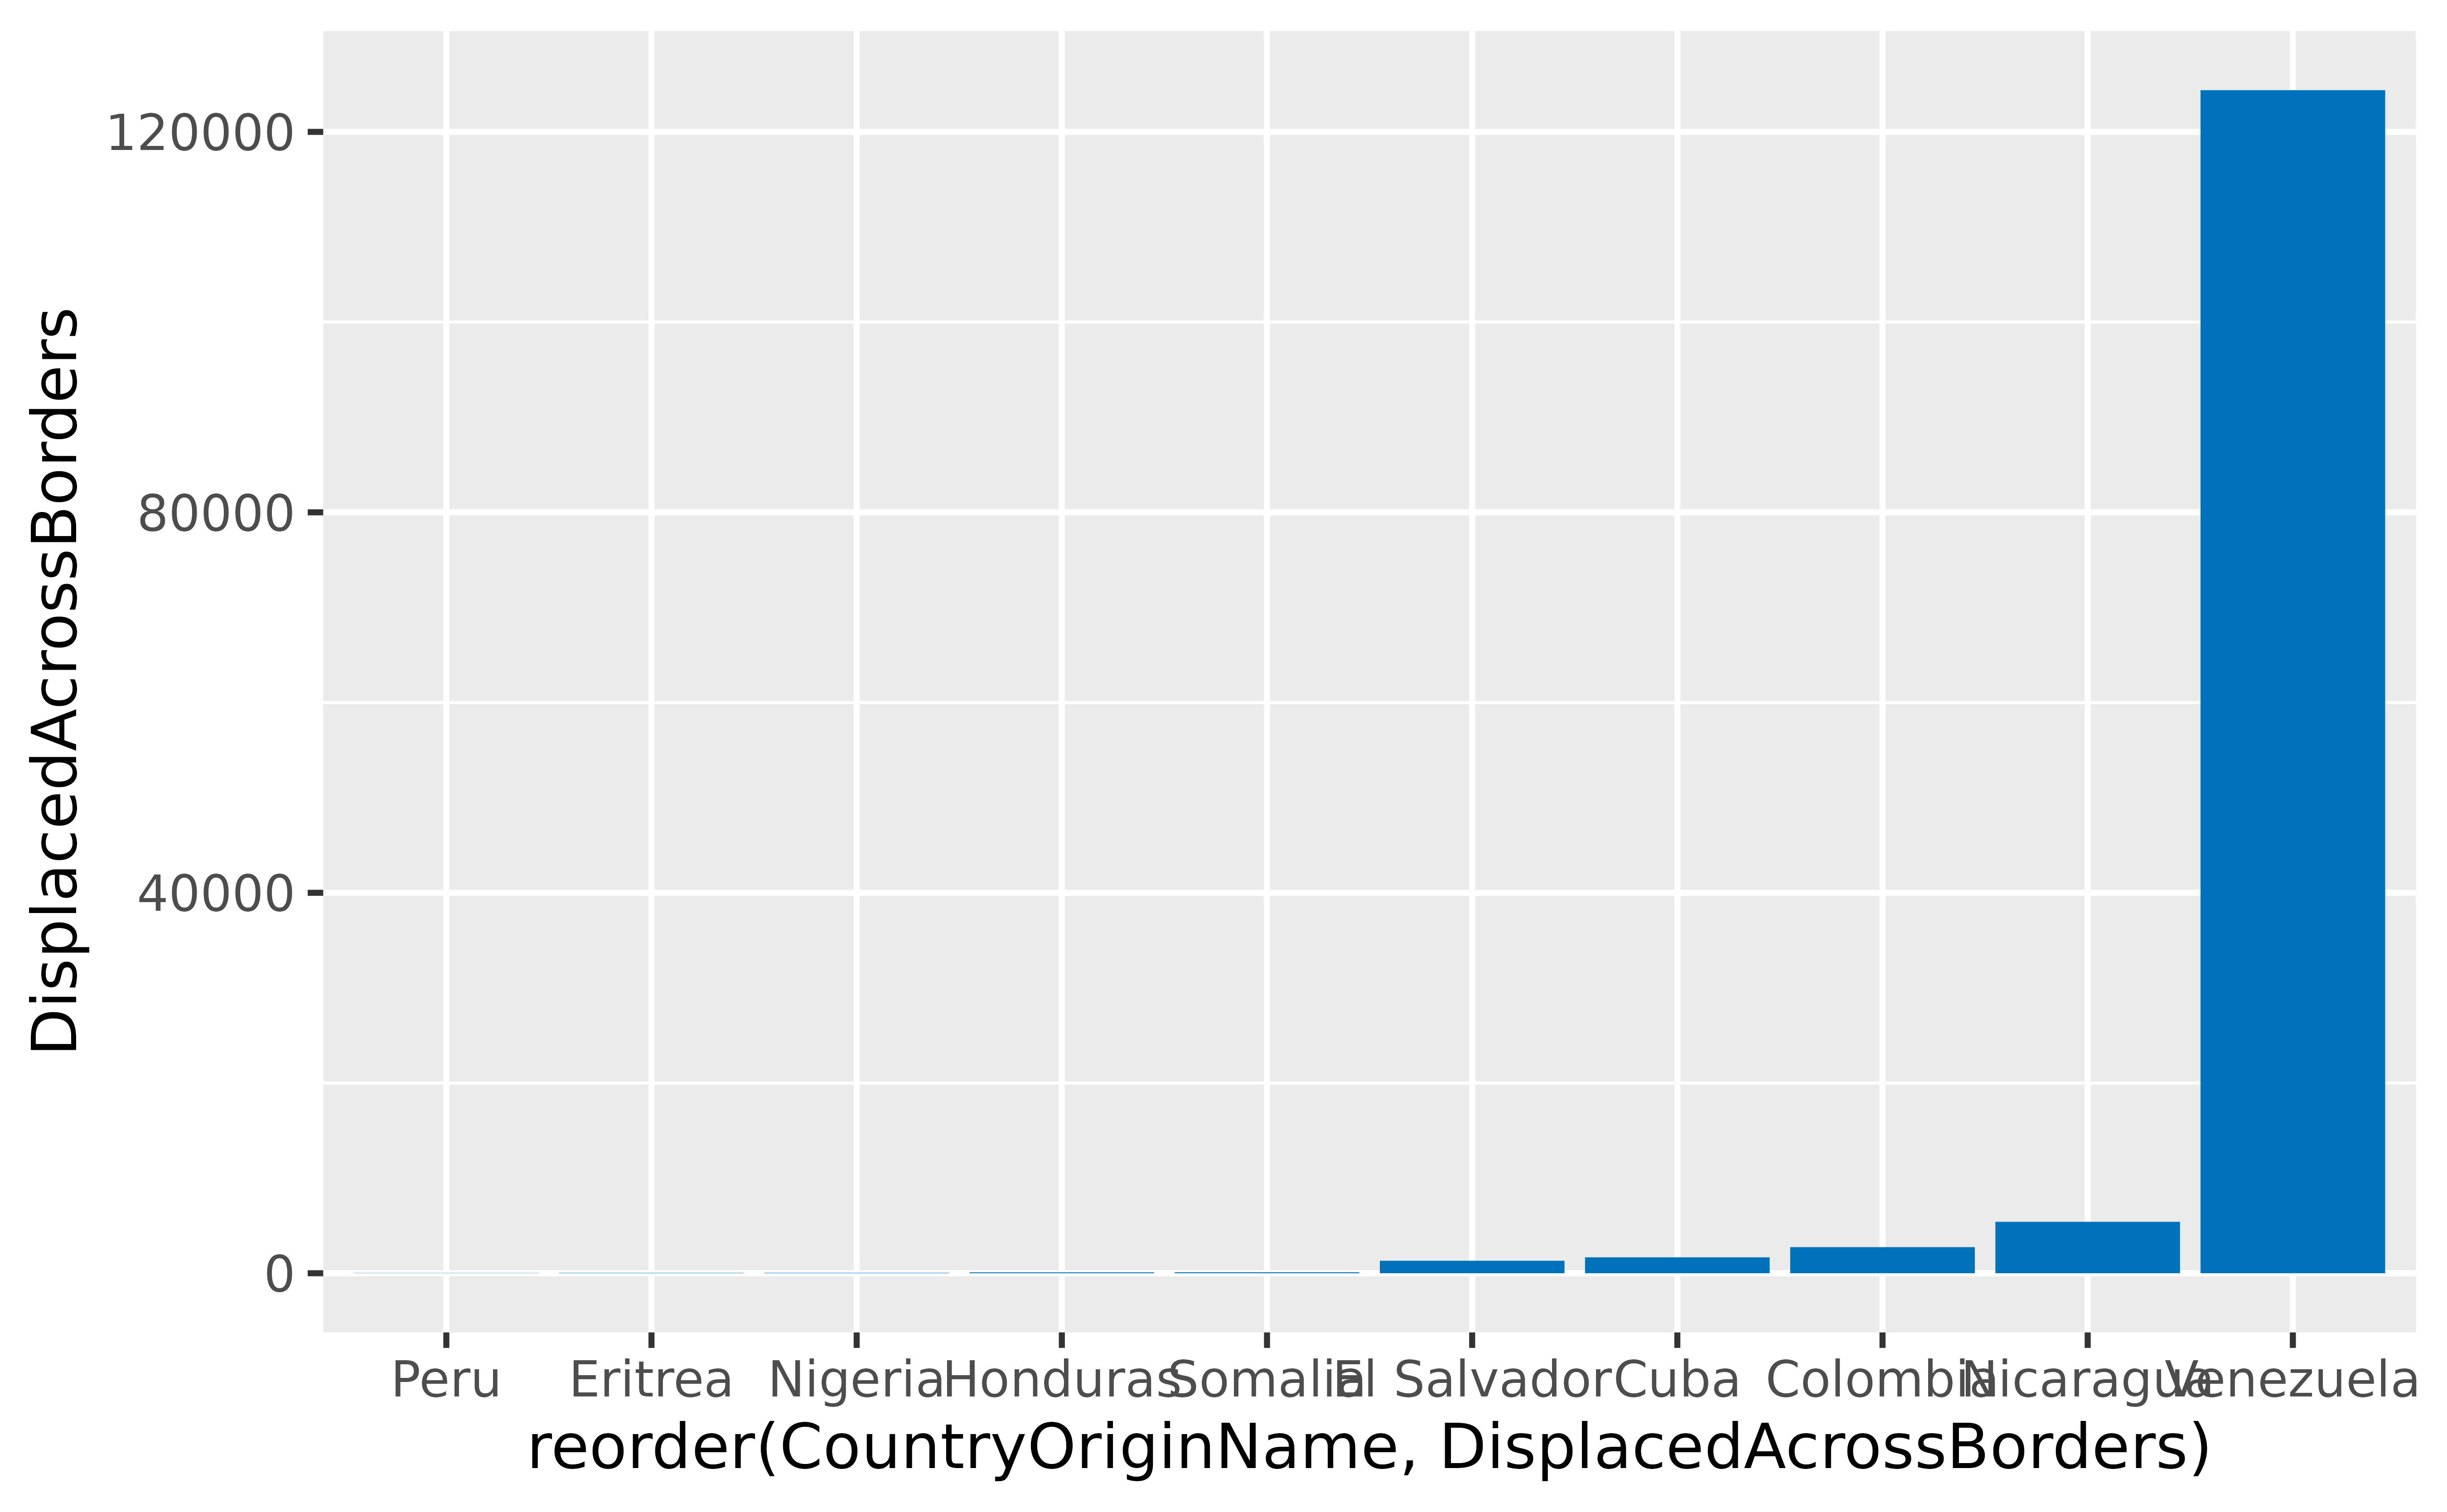 DisplacedAcrossBorders
120000
80000
40000
0
Peru Eritrea Nigeria Honduras Somalia El Salvador Cuba Colombia Nicaragua Venezuela
reorder(CountryOriginName, DisplacedAcrossBorders)